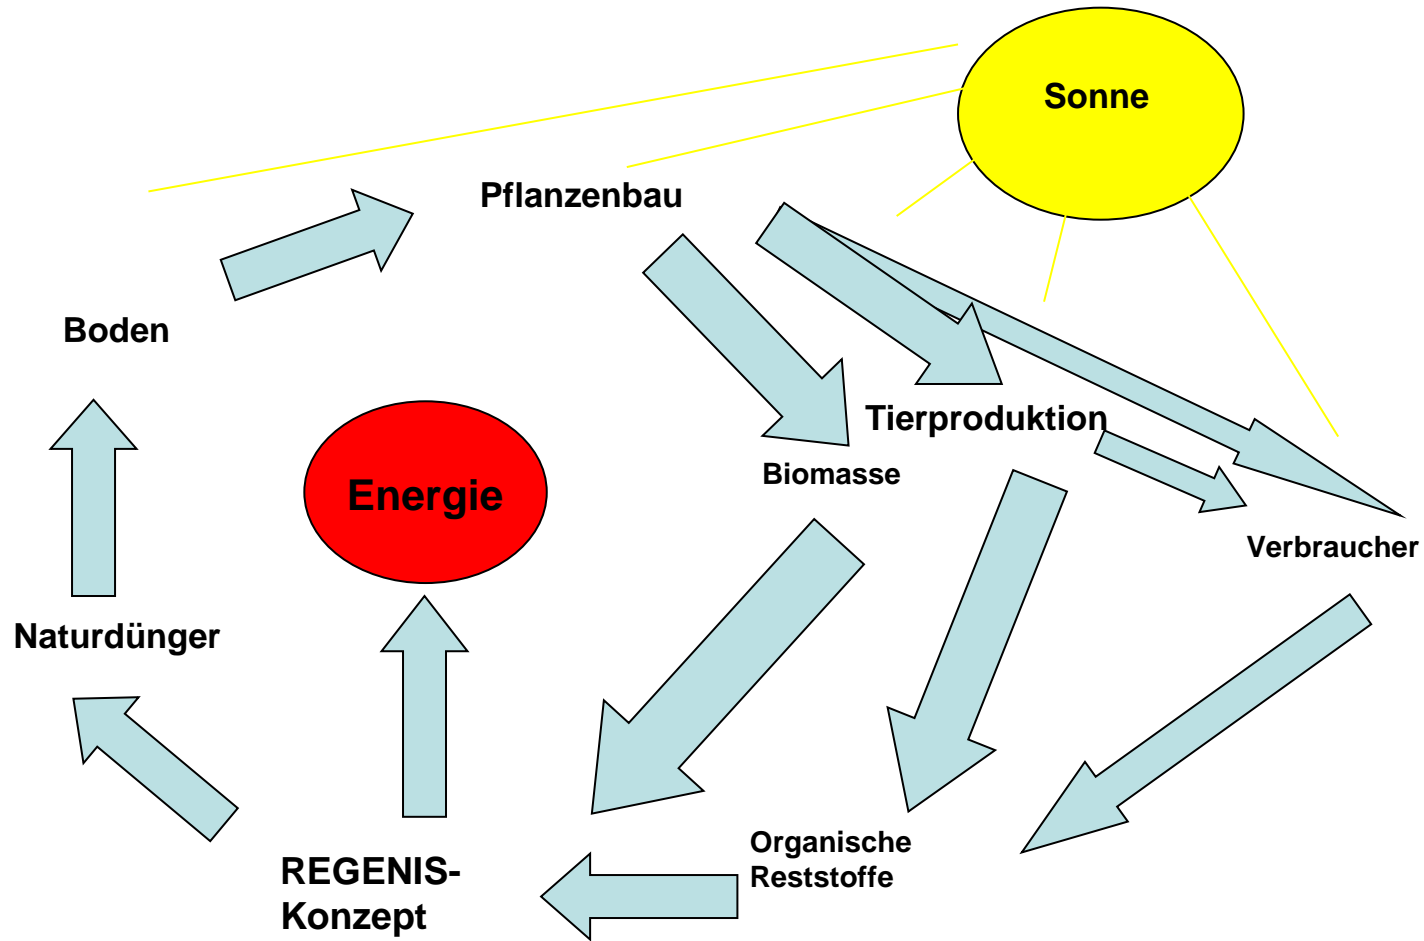 Sonne
Pflanzenbau
Boden
Tierproduktion
Biomasse
Energie
Verbraucher
Naturdünger
Organische
Reststoffe
REGENIS-
Konzept